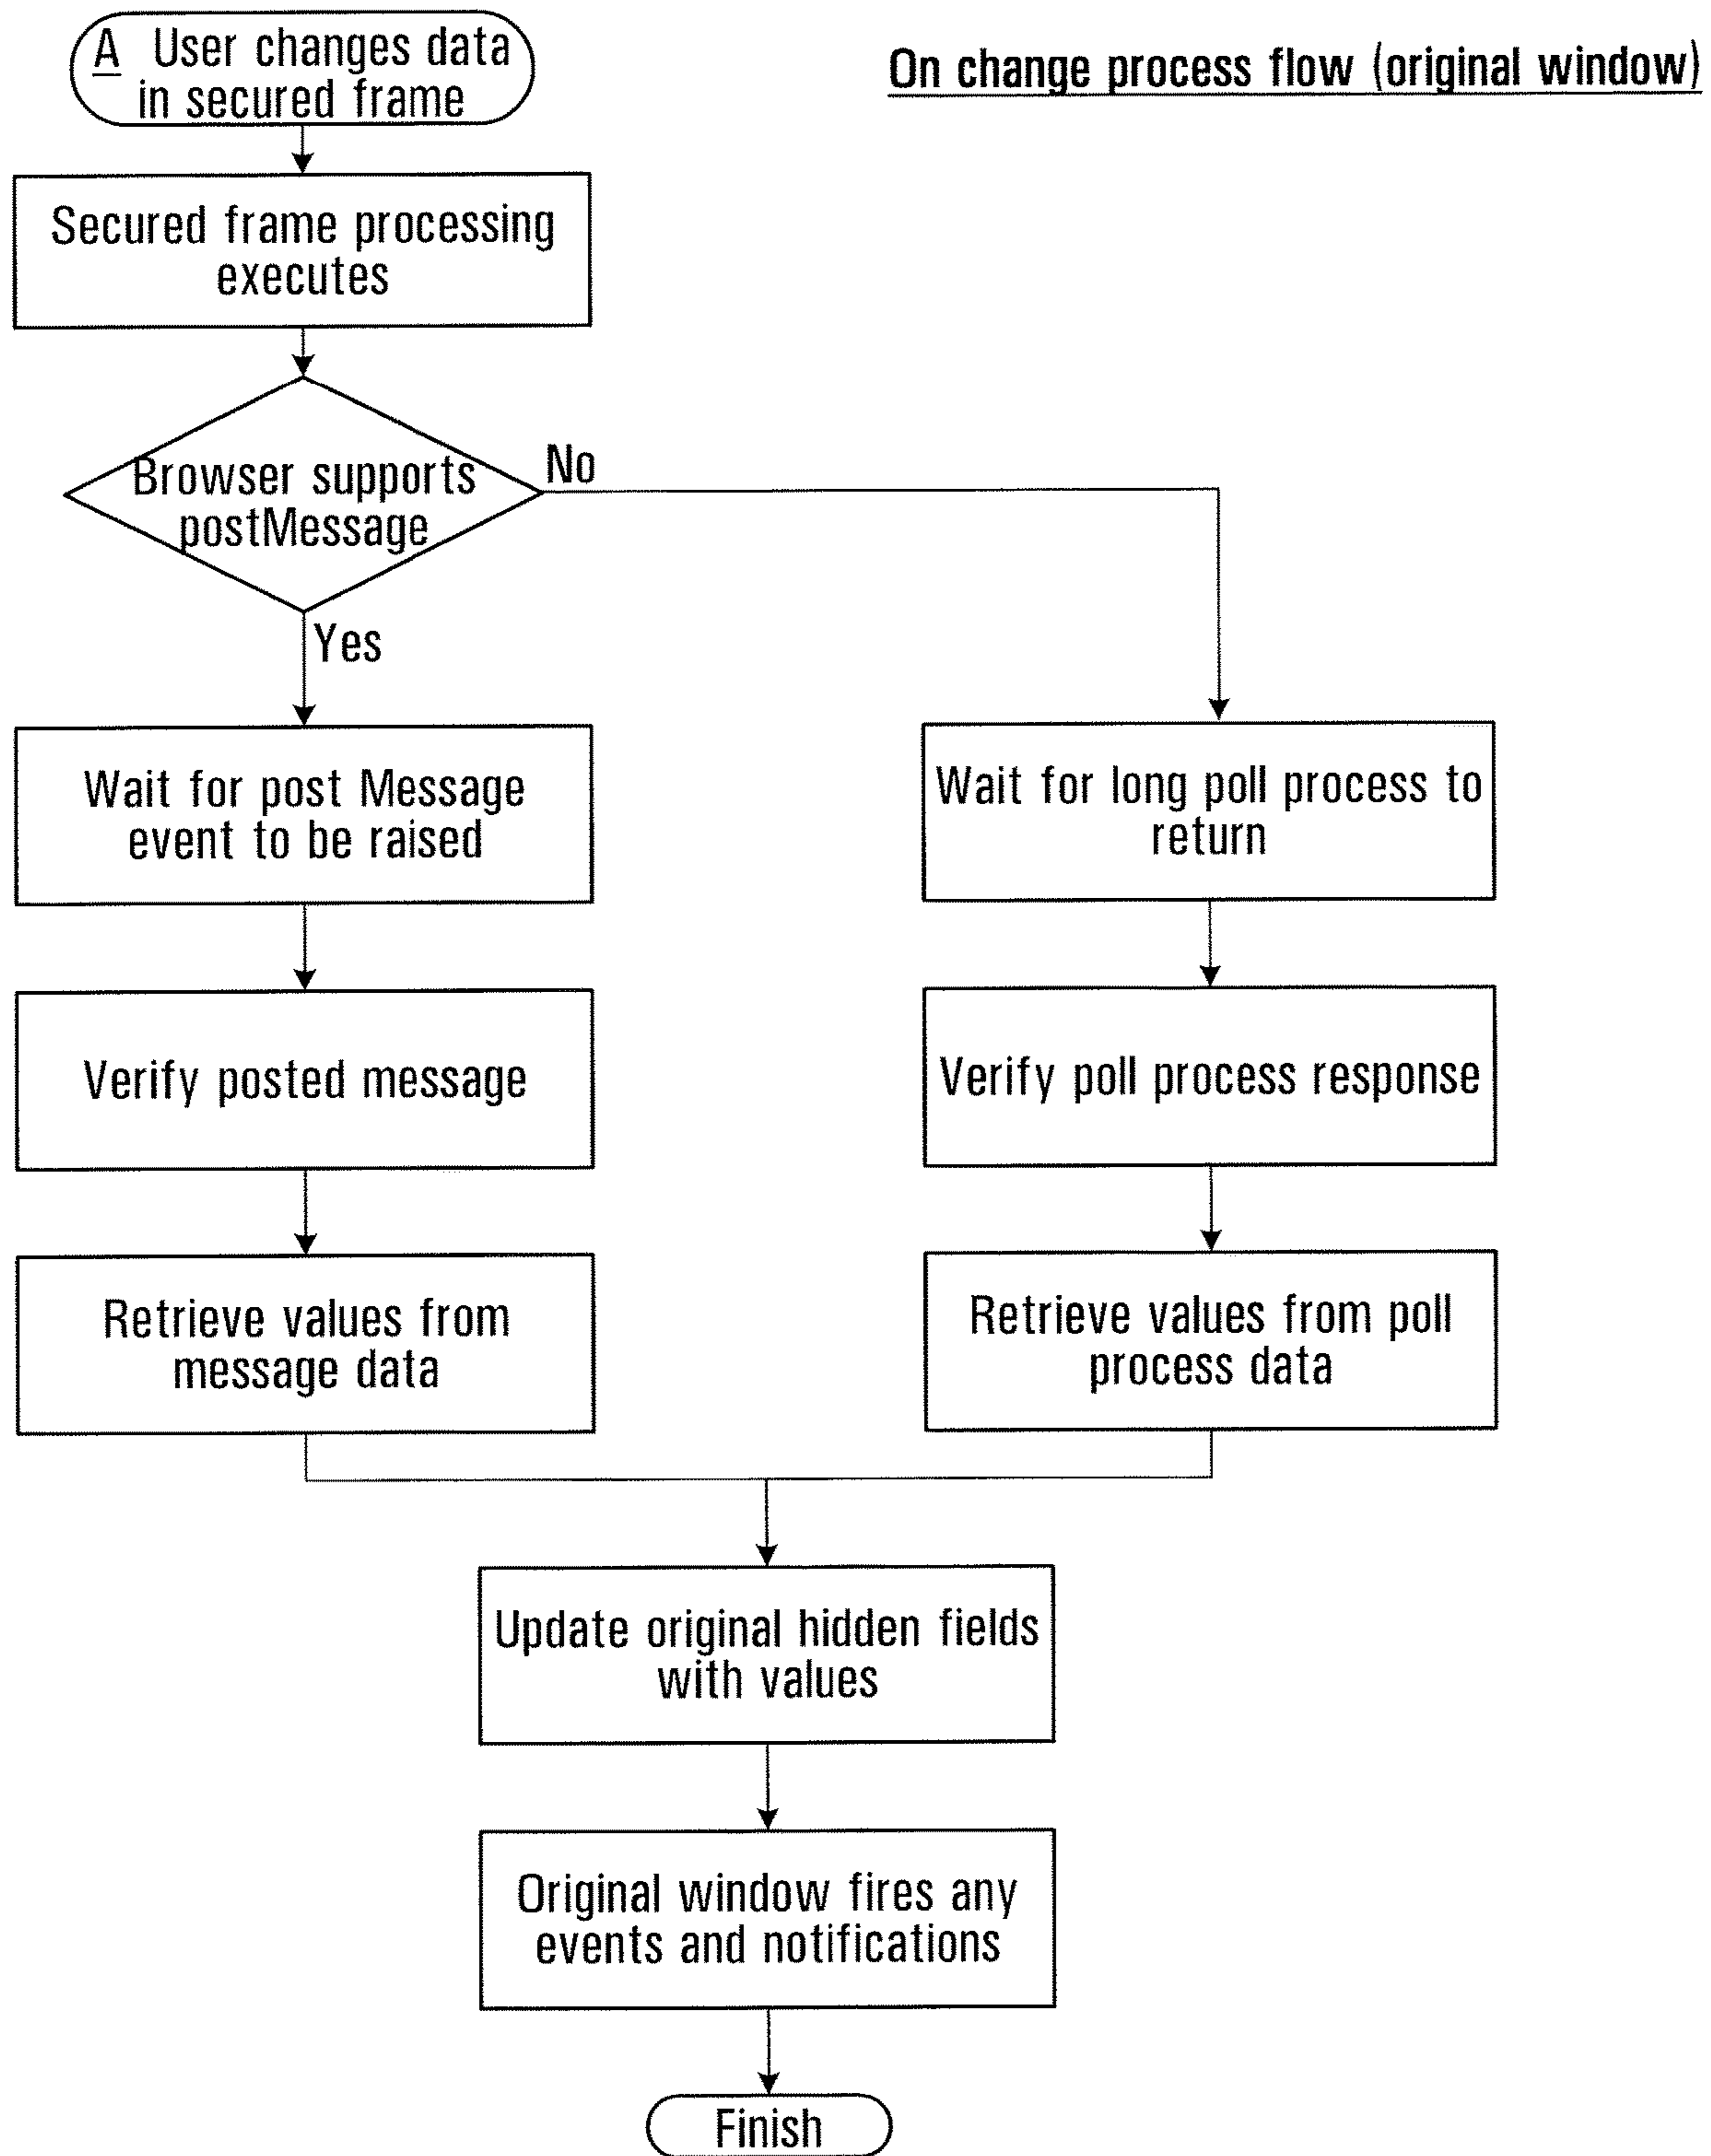 A User changes data
in secured frame
On change process flow (original window)
Secured frame processing
executes
Browser supports
postMessage
No
Yes
Wait for post Message
event to be raised
Wait for long poll process to
return
Verify posted message
Verify poll process response
Retrieve values from
message data
Retrieve values from poll
process data
Update original hidden fields
with values
Original window fires any
events and notifications
Finish